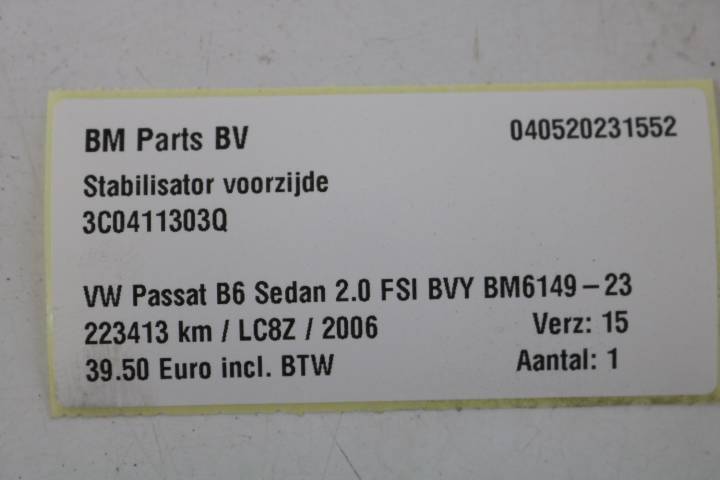 BM Parts BV 040520231552
Stabilisator voorzijde
3C0411303Q
VW Passat B6 Sedan 2.0 FSI BVY BM6149-23
223413 km / LC8Z / 2006 Verz: 15
39.50 Euro incl. BTW Aantal: 1